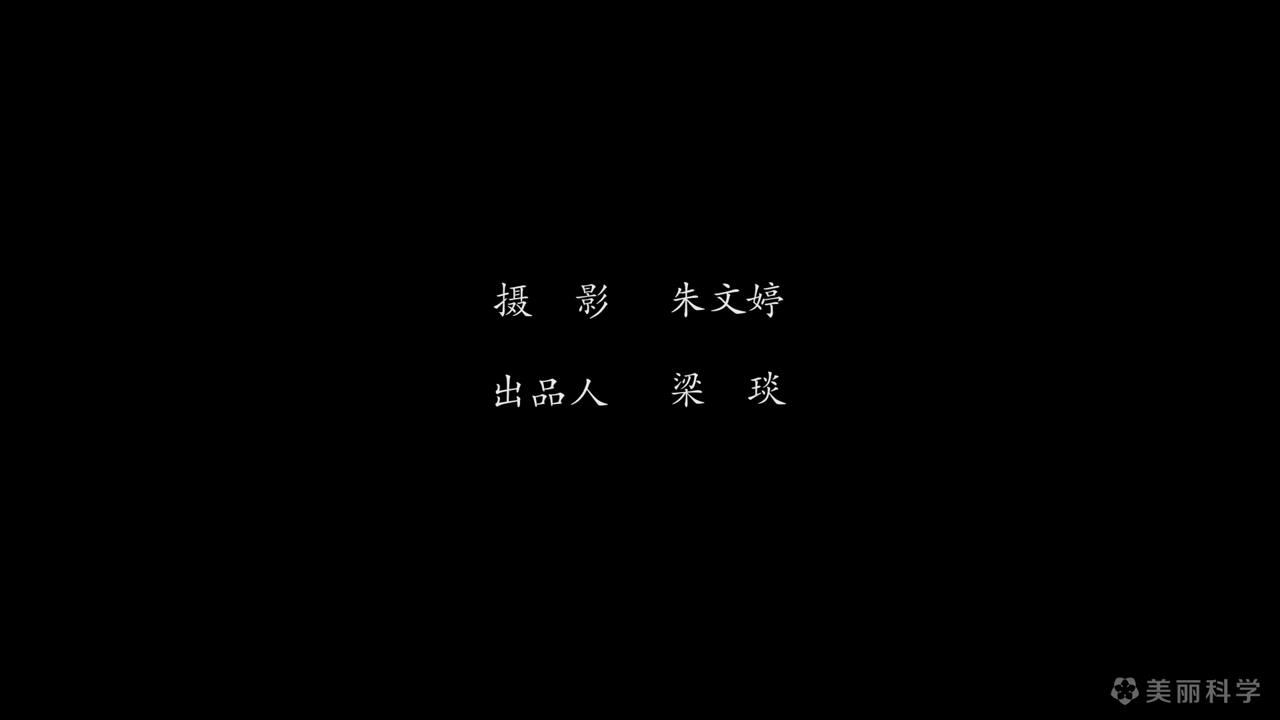 摄 影 朱文婷
出品人 梁 琰
美丽科学